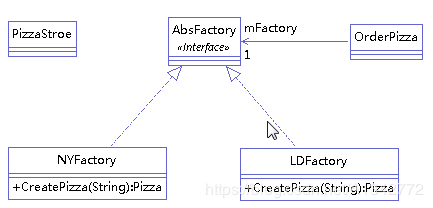 PizzaStroe
AbsFactory
«Interface»
mFactory
1
OrderPizza
NYFactory
+CreatePizza(String):Pizza
LDFactory
+CreatePizza(String):Pizza